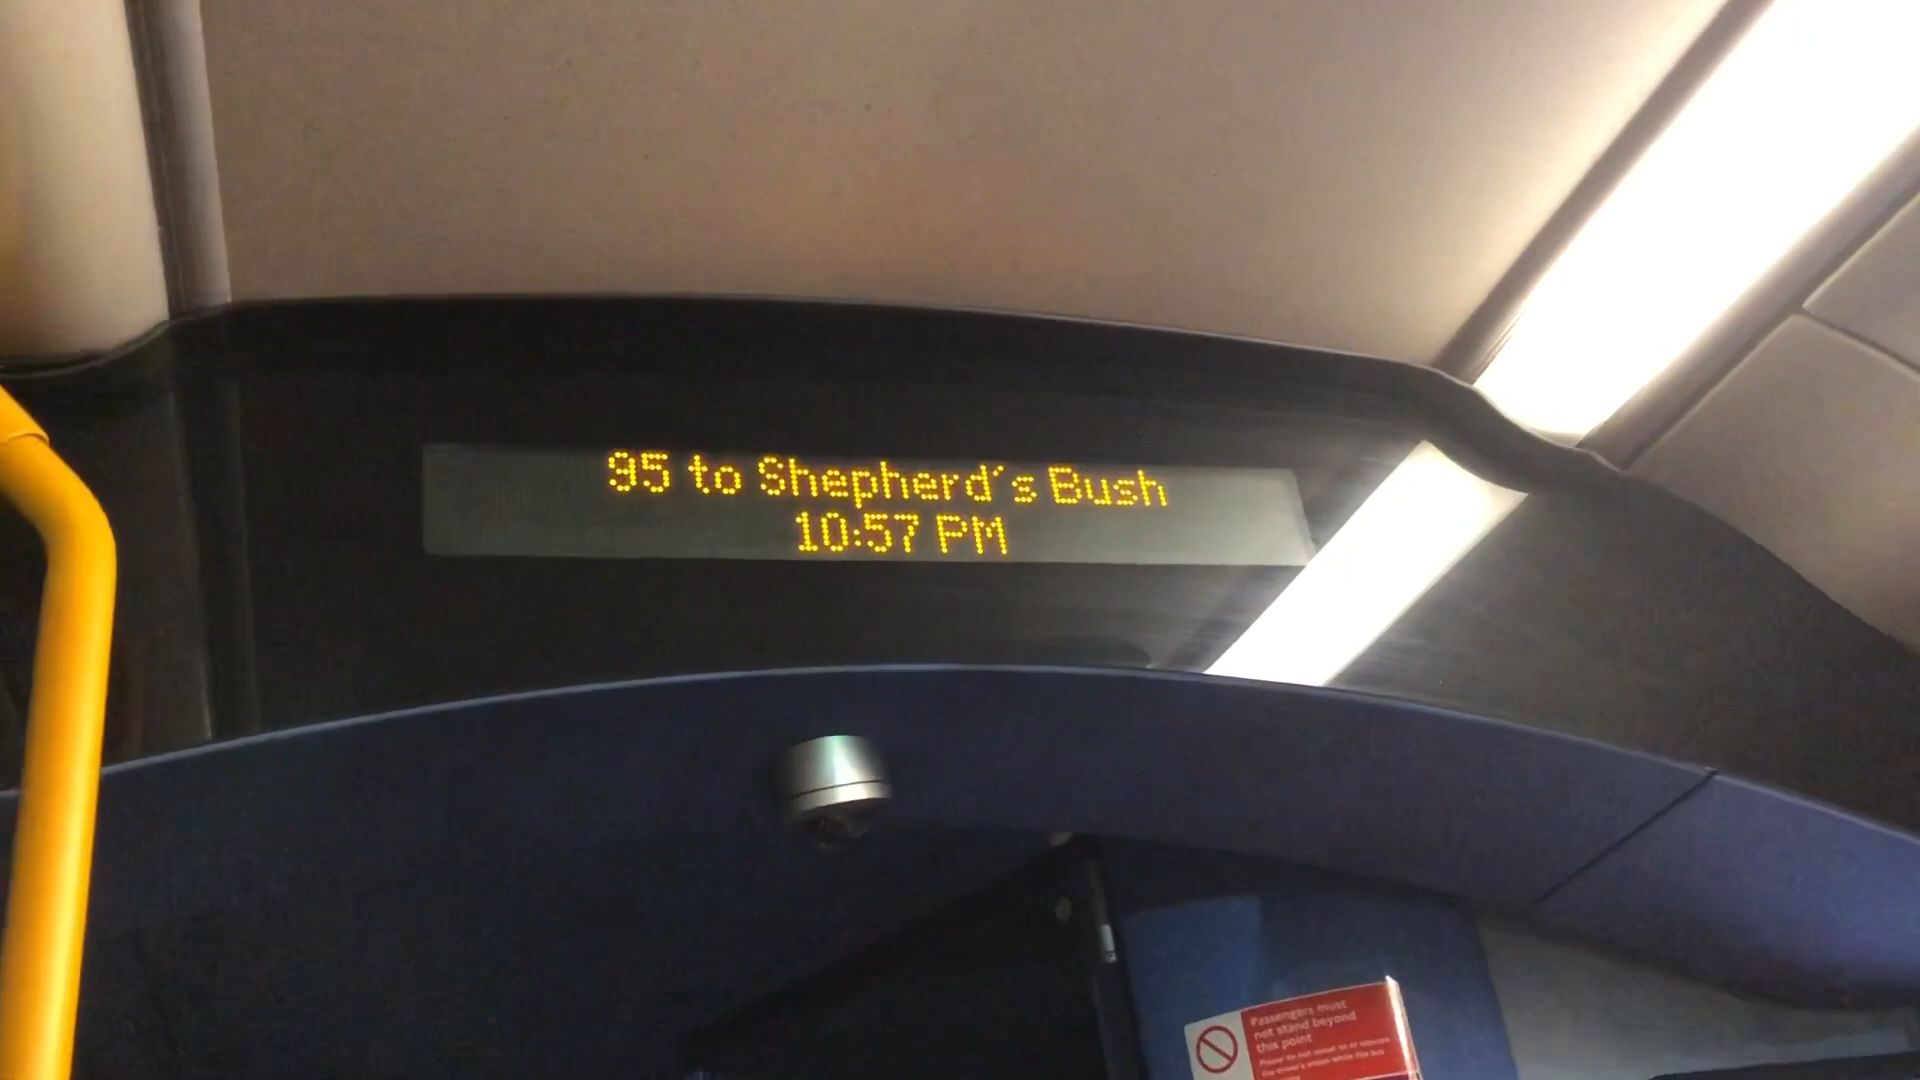 95 to Shepherd's Bush
10:57 PM
Passengers must
not stand beyond
this point